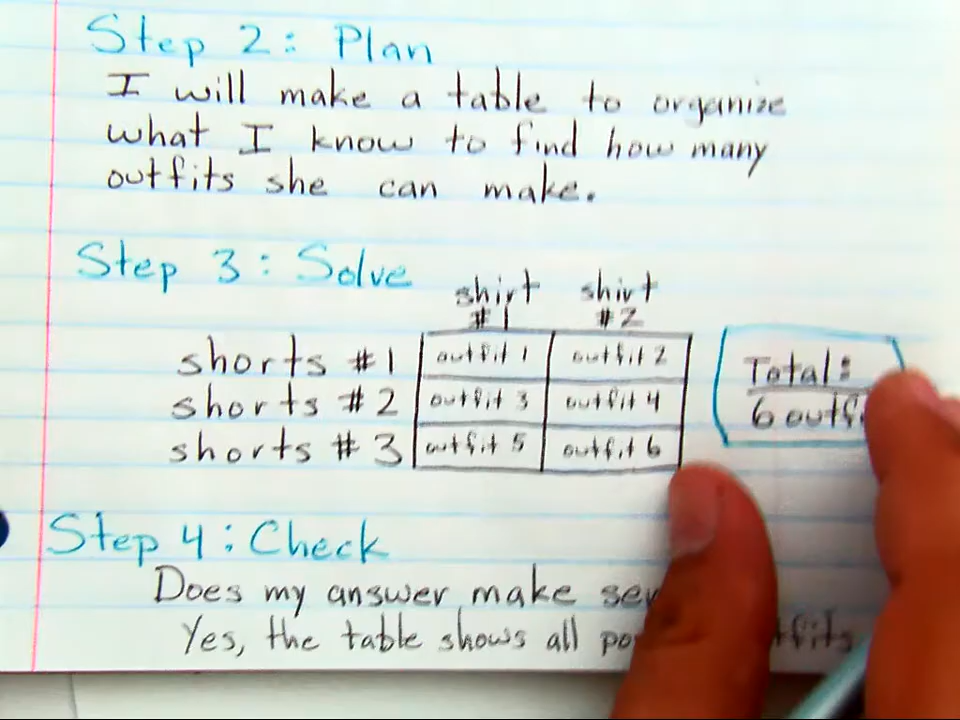 Step 2: Plan
I will make a table to organize
what I know to find how many
outfits she can make.
Step 3: Solve
shirt #1 shirt #2
shorts #1 outfit 1 outfit 2
shorts #2 outfit 3 outfit 4
shorts #3 outfit 5 outfit 6
Total:
6
Step 4: Check
Does my answer make
Yes, the table shows all